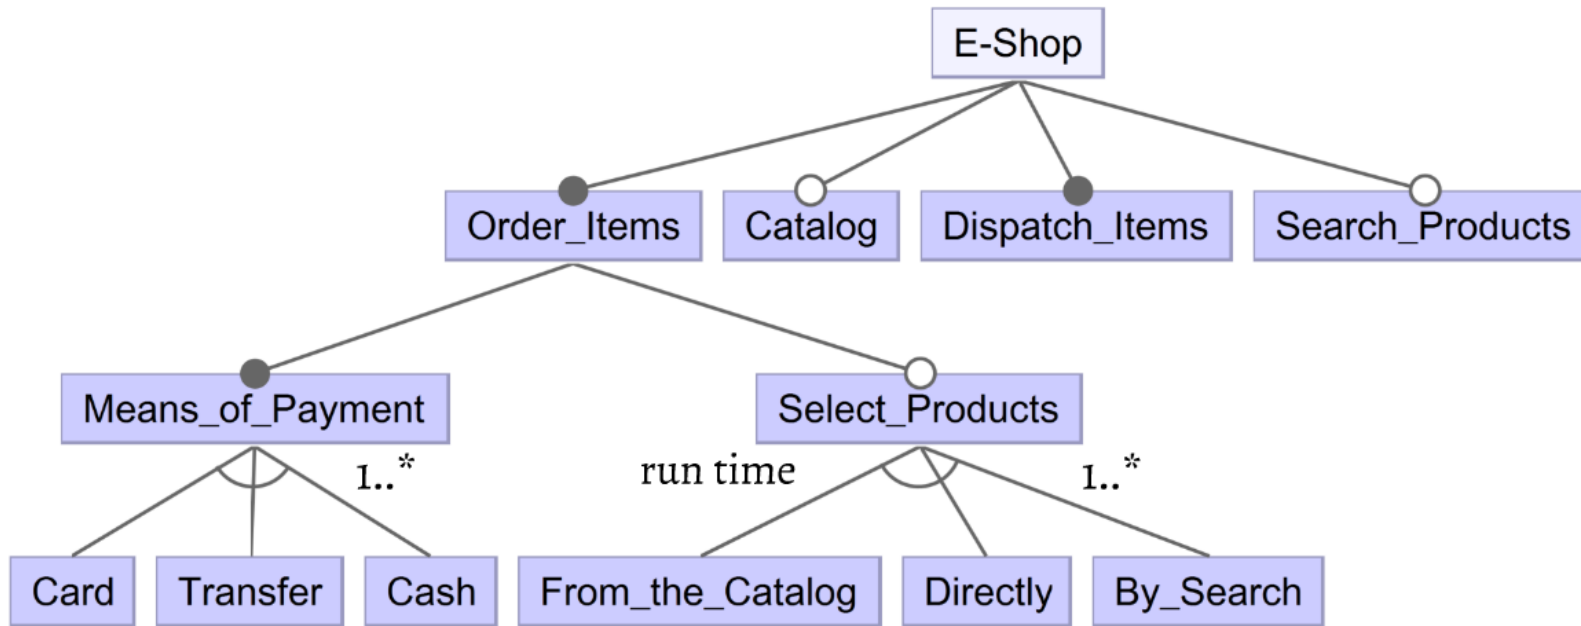 E-Shop
Order_Items
Catalog
Dispatch_Items
Search_Products
Means_of_Payment
Select_Products
1..*
run time
1..*
Card
Transfer
Cash
From_the_Catalog
Directly
By_Search